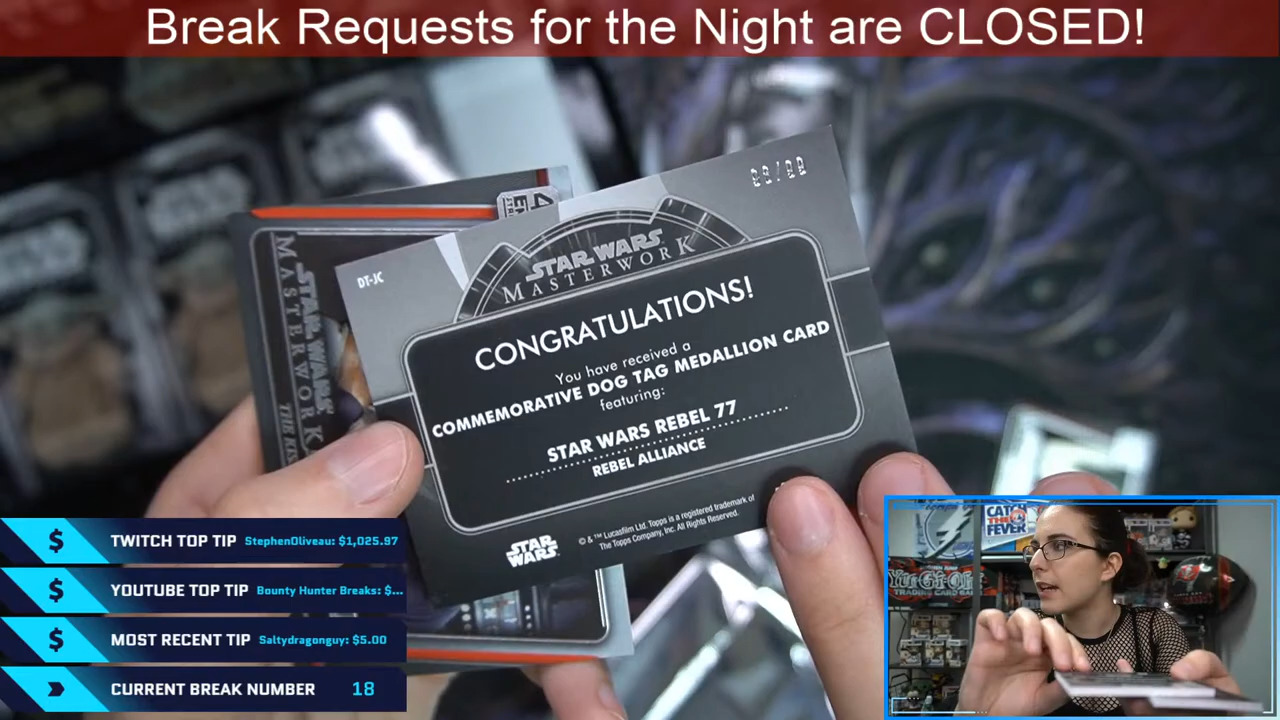 Break Requests for the Night are CLOSED!
DT-JC
STAR WARS
MASTERWORK
CONGRATULATIONS!
You have received a
COMMEMORATIVE DOG TAG MEDALLION CARD
featuring:
STAR WARS REBEL 77
REBEL ALLIANCE
STAR WARS
© & ™ Lucasfilm Ltd. Topps is a registered trademark of
The Topps Company, Inc. All Rights Reserved.
STAR WARS
MASTERWORK
CATCH
THE
FEVER
Yu-Gi-Oh!
TRADING CARD GAME
TWITCH TOP TIP StephenOliveau: $1,025.97
YOUTUBE TOP TIP Bounty Hunter Breaks: $...
MOST RECENT TIP Saltydragonguy: $5.00
CURRENT BREAK NUMBER 18